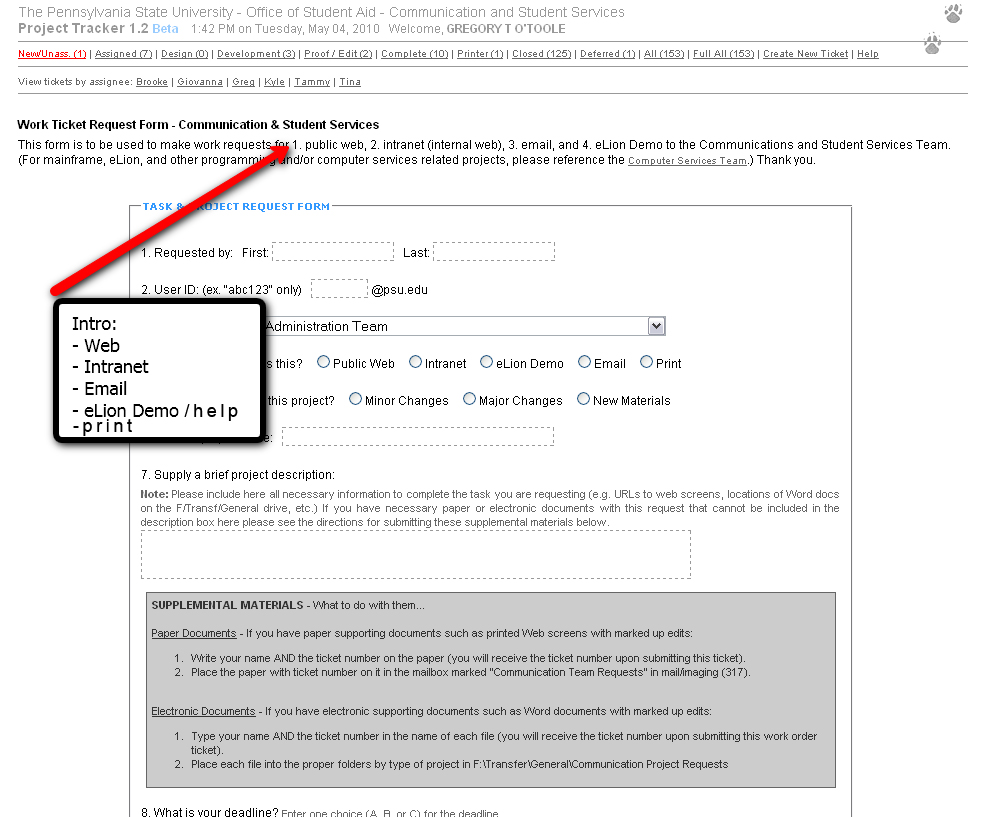 The Pennsylvania State University - Office of Student Aid - Communication and Student Services
Project Tracker 1.2 Beta 1:42 PM on Tuesday, May 04, 2010 Welcome, GREGORY T O'TOOLE
New/Unass. (1) | Assigned (7) | Design (0) | Development (3) | Proof / Edit (2) | Complete (10) | Printer (1) | Closed (125) | Deferred (1) | All (153) | Full All (153) | Create New Ticket | Help
View tickets by assignee: Brooke | Giovanna | Greg | Kyle | Tammy | Tina
Work Ticket Request Form - Communication & Student Services
This form is to be used to make work requests for 1. public web, 2. intranet (internal web), 3. email, and 4. eLion Demo to the Communications and Student Services Team.
(For mainframe, eLion, and other programming and/or computer services related projects, please reference the Computer Services Team.) Thank you.
TASK & PROJECT REQUEST FORM
1. Requested by: First: Last:
2. User ID: (ex. "abc123" only) @psu.edu
Administration Team
s this? Public Web Intranet eLion Demo Email Print
this project? Minor Changes Major Changes New Materials
Intro:
- Web
- Intranet
- Email
- eLion Demo / help
-print
7. Supply a brief project description:
Note: Please include here all necessary information to complete the task you are requesting (e.g. URLs to web screens, locations of Word docs
on the F/Transf/General drive, etc.) If you have necessary paper or electronic documents with this request that cannot be included in the
description box here please see the directions for submitting these supplemental materials below.
SUPPLEMENTAL MATERIALS - What to do with them...
Paper Documents - If you have paper supporting documents such as printed Web screens with marked up edits:
1. Write your name AND the ticket number on the paper (you will receive the ticket number upon submitting this ticket).
2. Place the paper with ticket number on it in the mailbox marked "Communication Team Requests" in mail/imaging (317).
Electronic Documents - If you have electronic supporting documents such as Word documents with marked up edits:
1. Type your name AND the ticket number in the name of each file (you will receive the ticket number upon submitting this work order
ticket).
2. Place each file into the proper folders by type of project in F:\Transfer\General\Communication Project Requests
8. What is your deadline? Enter one choice (A, B, or C) for the deadline